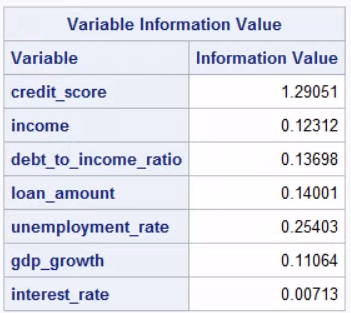 Variable Information Value
Variable Information Value
credit_score 1.29051
income 0.12312
debt_to_income_ratio 0.13698
loan_amount 0.14001
unemployment_rate 0.25403
gdp_growth 0.11064
interest_rate 0.00713